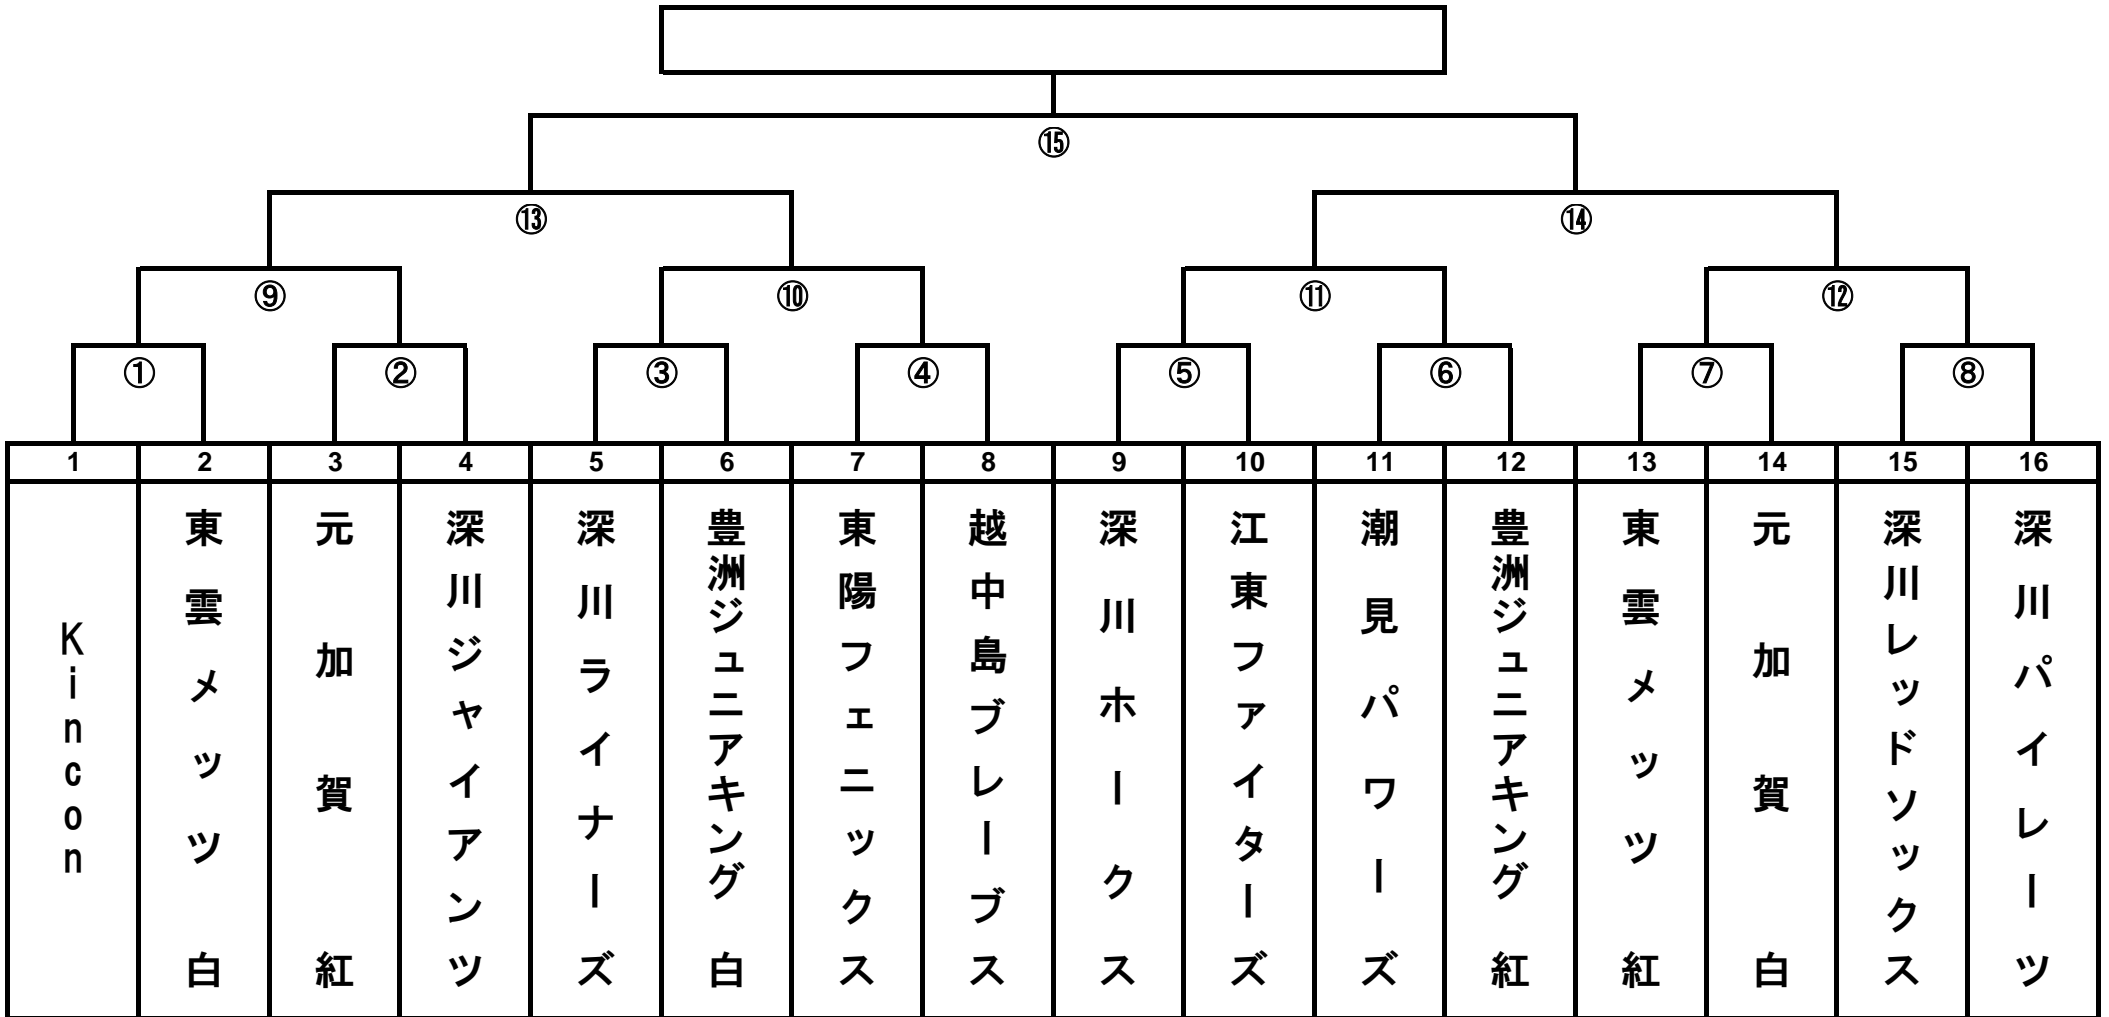 ⑮
⑬ ⑭
⑨ ⑩ ⑪ ⑫
① ② ③ ④ ⑤ ⑥ ⑦ ⑧
1 2 3 4 5 6 7 8 9 10 11 12 13 14 15 16
Kincon
東雲メッツ 白
元加賀 紅
深川ジャイアンツ
深川ライナーズ
豊洲ジュニアキング 白
東陽フェニックス
越中島ブレーブス
深川ホークス
江東ファイターズ
潮見パワーズ
豊洲ジュニアキング 紅
東雲メッツ 紅
元加賀 白
深川レッドソックス
深川パイレーツ